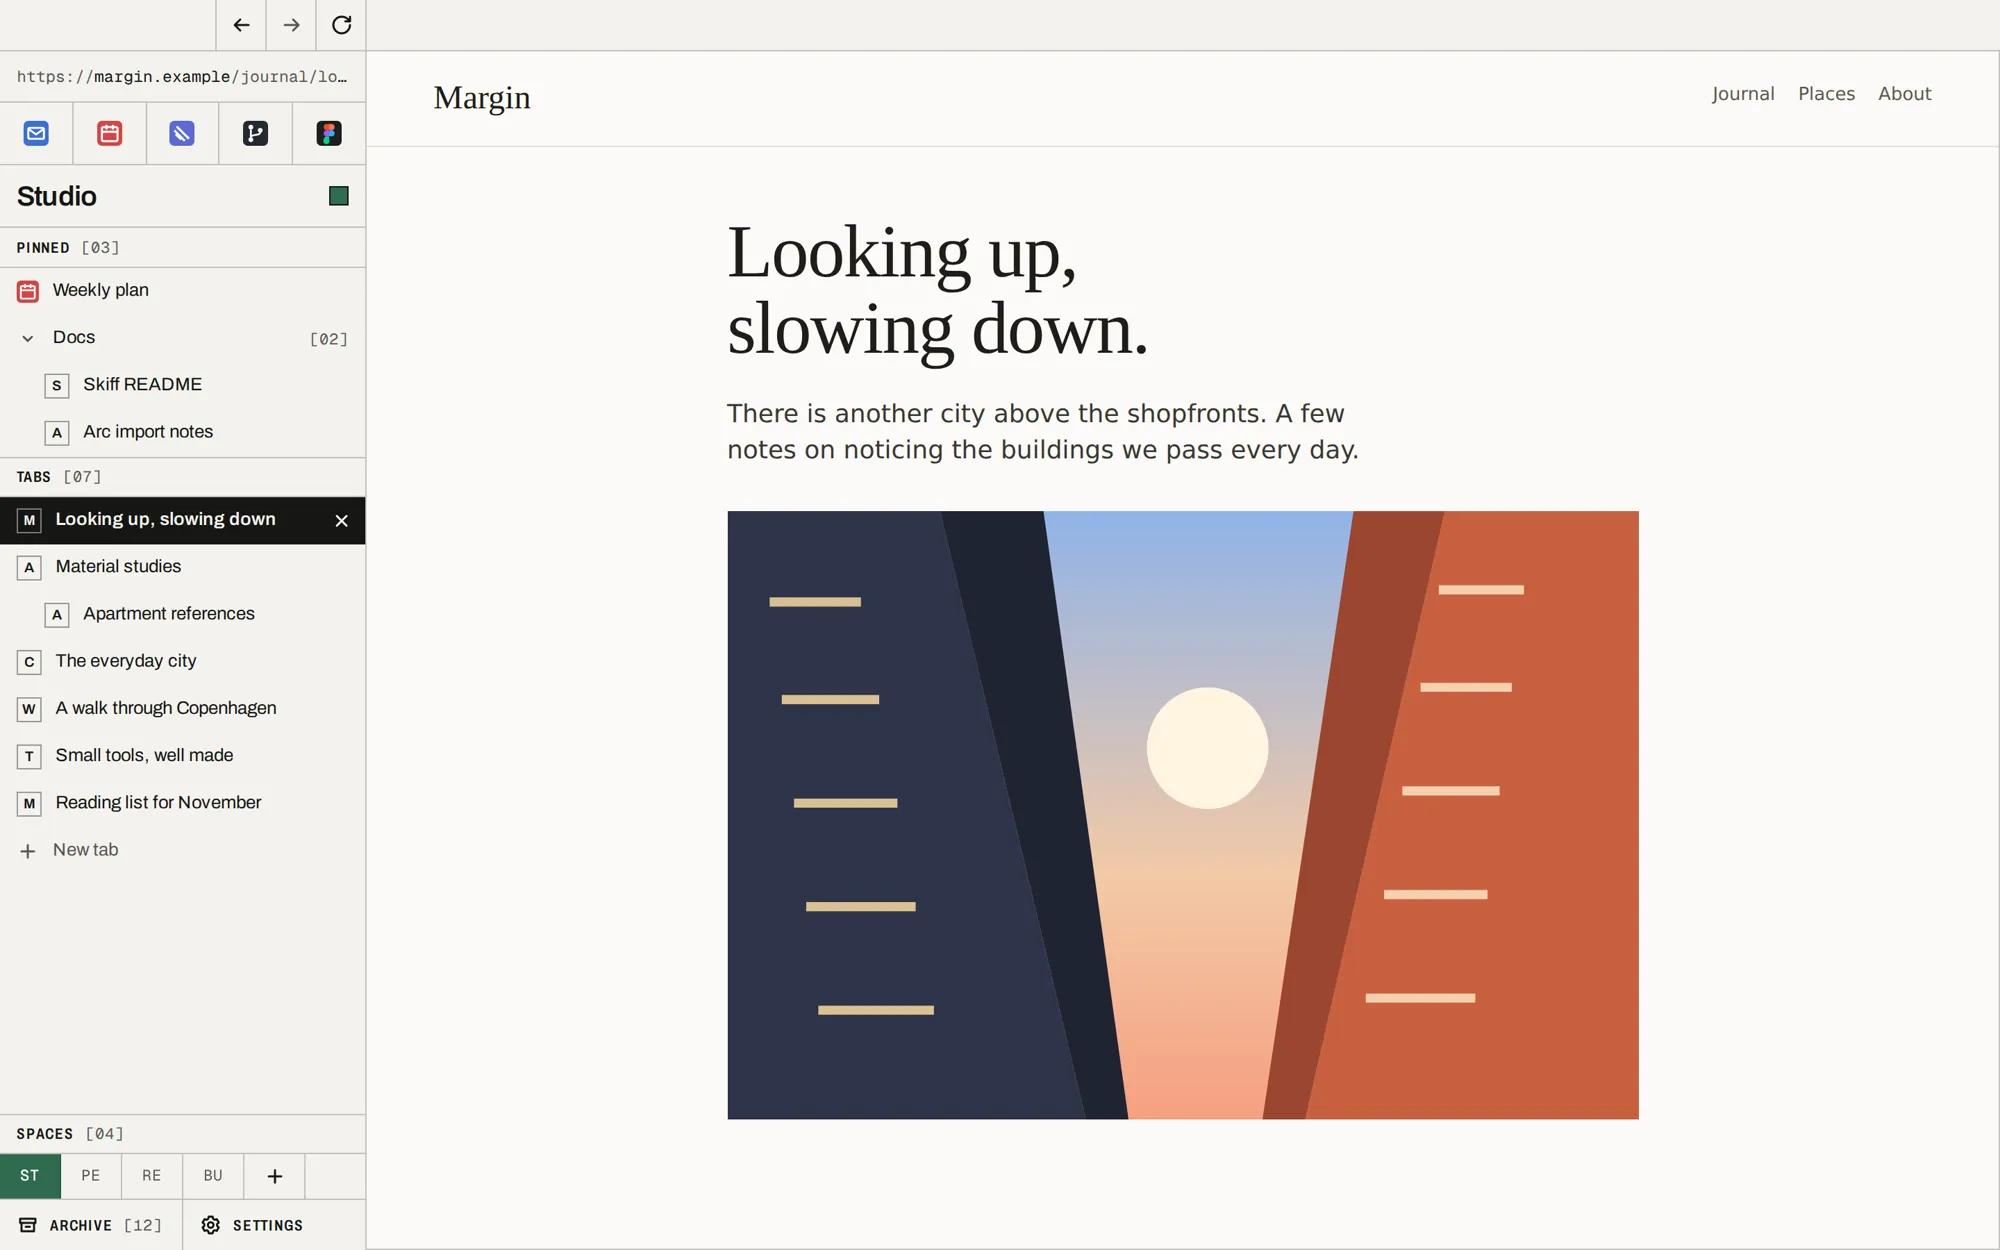 https://margin.example/journal/lo…
Studio
PINNED [03]
Weekly plan
Docs [02]
S Skiff README
A Arc import notes
TABS [07]
M Looking up, slowing down
A Material studies
A Apartment references
C The everyday city
W A walk through Copenhagen
T Small tools, well made
M Reading list for November
New tab
SPACES [04]
ST PE RE BU
ARCHIVE [12] SETTINGS
Margin
Journal Places About
Looking up,
slowing down.
There is another city above the shopfronts. A few
notes on noticing the buildings we pass every day.